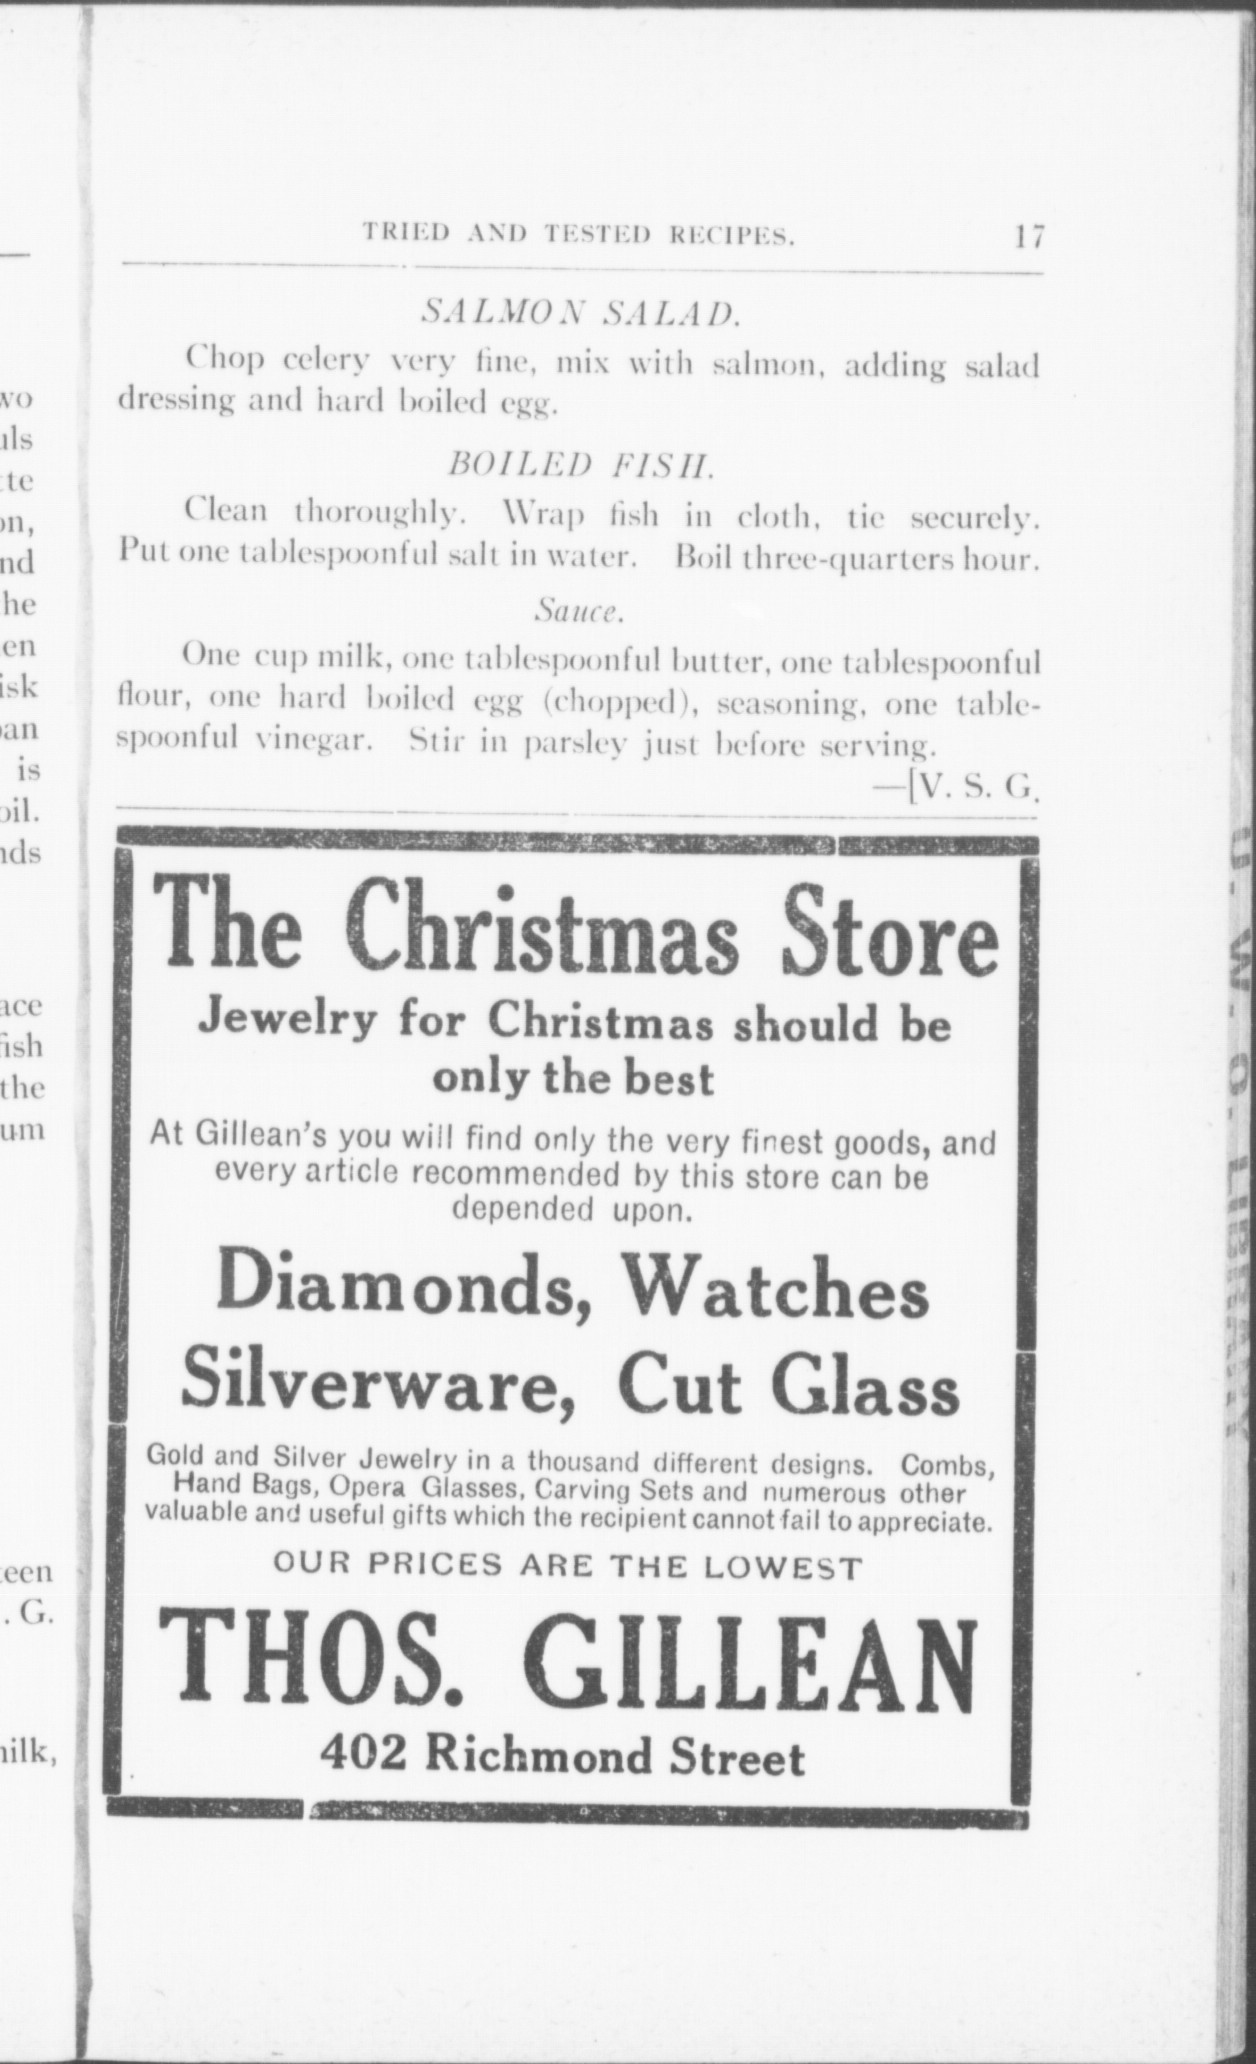 TRIED AND TESTED RECIPES. 17
SALMON SALAD.
Chop celery very fine, mix with salmon, adding salad
dressing and hard boiled egg.
BOILED FISH.
Clean thoroughly. Wrap fish in cloth, tie securely.
Put one tablespoonful salt in water. Boil three-quarters hour.
Sauce.
One cup milk, one tablespoonful butter, one tablespoonful
flour, one hard boiled egg (chopped), seasoning, one table-
spoonful vinegar. Stir in parsley just before serving.
—[V. S. G.
The Christmas Store
Jewelry for Christmas should be
only the best
At Gillean's you will find only the very finest goods, and
every article recommended by this store can be
depended upon.
Diamonds, Watches
Silverware, Cut Glass
Gold and Silver Jewelry in a thousand different designs. Combs,
Hand Bags, Opera Glasses, Carving Sets and numerous other
valuable and useful gifts which the recipient cannot fail to appreciate.
OUR PRICES ARE THE LOWEST
THOS. GILLEAN
402 Richmond Street